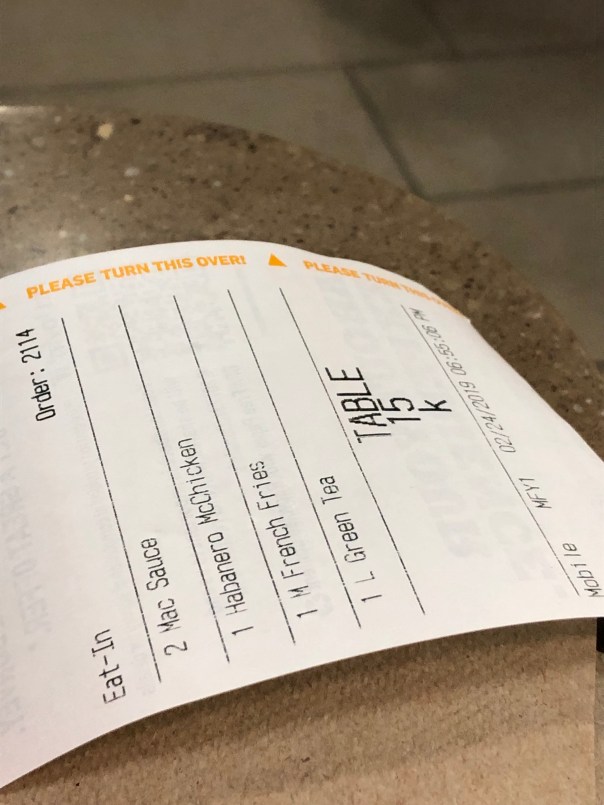 PLEASE TURN THIS OVER! PLEASE TURN THIS
Order: 2114
Eat-In
2 Mac Sauce
1 Habanero McChicken
1 M French Fries
1 L Green Tea
TABLE
15
k
MFY1 02/24/2019 06:55:06 PM
Mobile